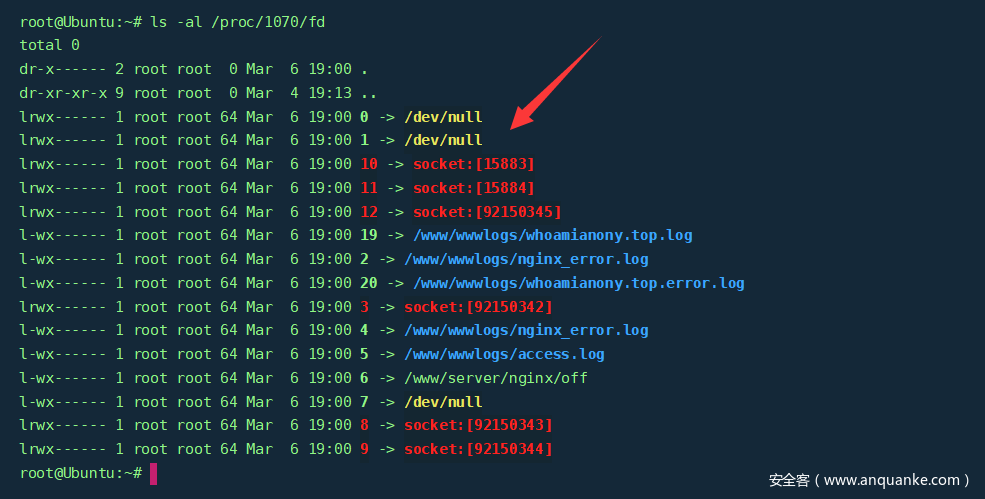 root@Ubuntu:~# ls -al /proc/1070/fd
total 0
dr-x------ 2 root root  0 Mar  6 19:00 .
dr-xr-xr-x 9 root root  0 Mar  4 19:13 ..
lrwx------ 1 root root 64 Mar  6 19:00 0 -> /dev/null
lrwx------ 1 root root 64 Mar  6 19:00 1 -> /dev/null
lrwx------ 1 root root 64 Mar  6 19:00 10 -> socket:[15883]
lrwx------ 1 root root 64 Mar  6 19:00 11 -> socket:[15884]
lrwx------ 1 root root 64 Mar  6 19:00 12 -> socket:[92150345]
l-wx------ 1 root root 64 Mar  6 19:00 19 -> /www/wwwlogs/whoamianony.top.log
l-wx------ 1 root root 64 Mar  6 19:00 2 -> /www/wwwlogs/nginx_error.log
l-wx------ 1 root root 64 Mar  6 19:00 20 -> /www/wwwlogs/whoamianony.top.error.log
lrwx------ 1 root root 64 Mar  6 19:00 3 -> socket:[92150342]
l-wx------ 1 root root 64 Mar  6 19:00 4 -> /www/wwwlogs/nginx_error.log
l-wx------ 1 root root 64 Mar  6 19:00 5 -> /www/wwwlogs/access.log
l-wx------ 1 root root 64 Mar  6 19:00 6 -> /www/server/nginx/off
l-wx------ 1 root root 64 Mar  6 19:00 7 -> /dev/null
lrwx------ 1 root root 64 Mar  6 19:00 8 -> socket:[92150343]
lrwx------ 1 root root 64 Mar  6 19:00 9 -> socket:[92150344]
root@Ubuntu:~#
安全客（www.anquanke.com）